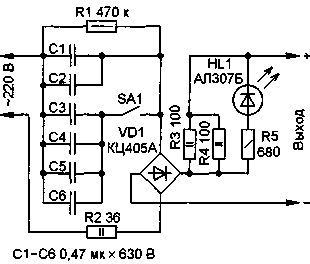 R1 470 к
C1
C2
~220 В
C3
SA1
C4
VD1
КЦ405А
C5
C6
R2 36
R3 100
R4 100
HL1
АЛ307Б
R5
680
+
Выход
−
C1−C6 0,47 мк × 630 В